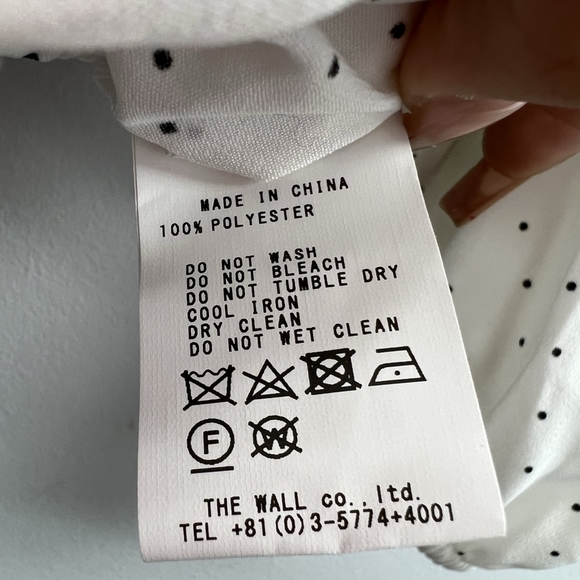 MADE IN CHINA
100% POLYESTER
DO NOT WASH
DO NOT BLEACH
DO NOT TUMBLE DRY
COOL IRON
DRY CLEAN
DO NOT WET CLEAN
F W
THE WALL co.,ltd.
TEL +81(0)3-5774+4001